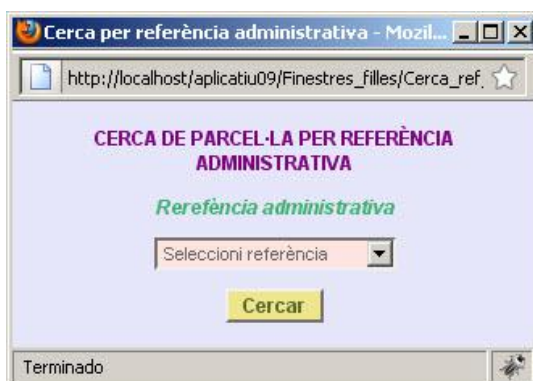 Cerca per referència administrativa - Mozil...
http://localhost/aplicatiu09/Finestres_filles/Cerca_ref_
CERCA DE PARCEL·LA PER REFERÈNCIA
ADMINISTRATIVA
Rerefència administrativa
Seleccioni referència
Cercar
Terminado